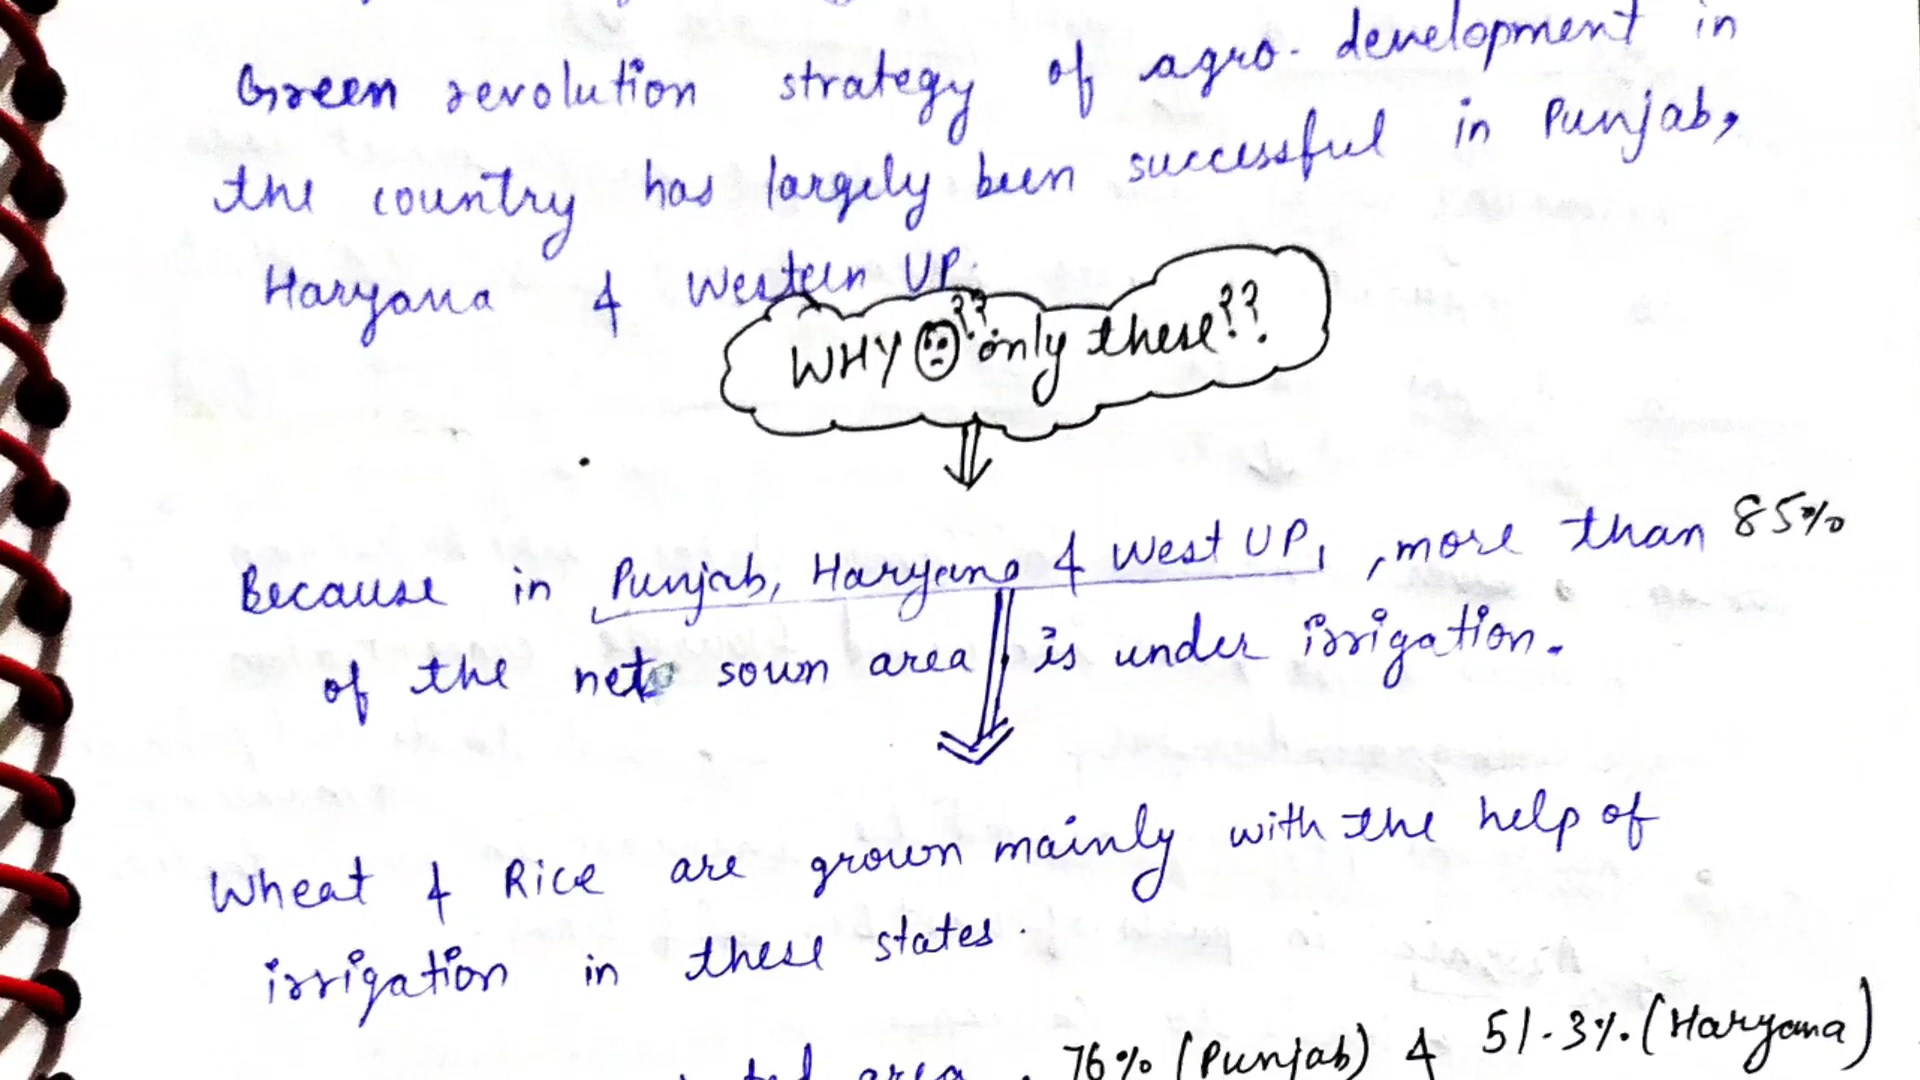 Green revolution strategy of agro-development in
the country has largely been successful in Punjab,
Haryana & Western UP.
WHY ?? only these??
Because in Punjab, Haryana & West UP, more than 85%
of the net sown area is under irrigation.
Wheat & Rice are grown mainly with the help of
irrigation in these states.
area 76% (Punjab) & 51.3%. (Haryana)